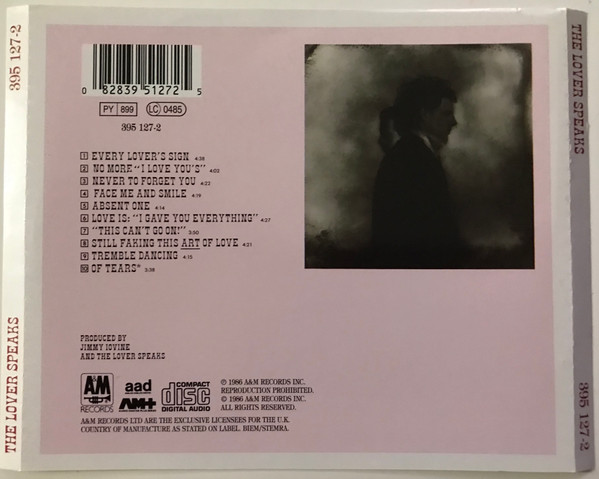 395 127-2
THE LOVER SPEAKS
0 82839 51272 5
PY 899 LC 0485
395 127-2
1 EVERY LOVER'S SIGN 4:38
2 NO MORE "I LOVE YOU'S" 4:02
3 NEVER TO FORGET YOU 4:22
4 FACE ME AND SMILE 4:19
5 ABSENT ONE 4:14
6 LOVE IS: "I GAVE YOU EVERYTHING" 4:27
7 "THIS CAN'T GO ON!" 3:50
8 STILL FAKING THIS ART OF LOVE 4:21
9 TREMBLE DANCING 4:10
10 OF TEARS" 3:38
PRODUCED BY
JIMMY IOVINE
AND THE LOVER SPEAKS
A&M
RECORDS
aad
AM+
COMPACT
disc
DIGITAL AUDIO
© 1986 A&M RECORDS INC.
REPRODUCTION PROHIBITED.
℗ 1986 A&M RECORDS INC.
ALL RIGHTS RESERVED.
A&M RECORDS LTD ARE THE EXCLUSIVE LICENSEES FOR THE U.K.
COUNTRY OF MANUFACTURE AS STATED ON LABEL. BIEM/STEMRA.
THE LOVER SPEAKS
395 127-2